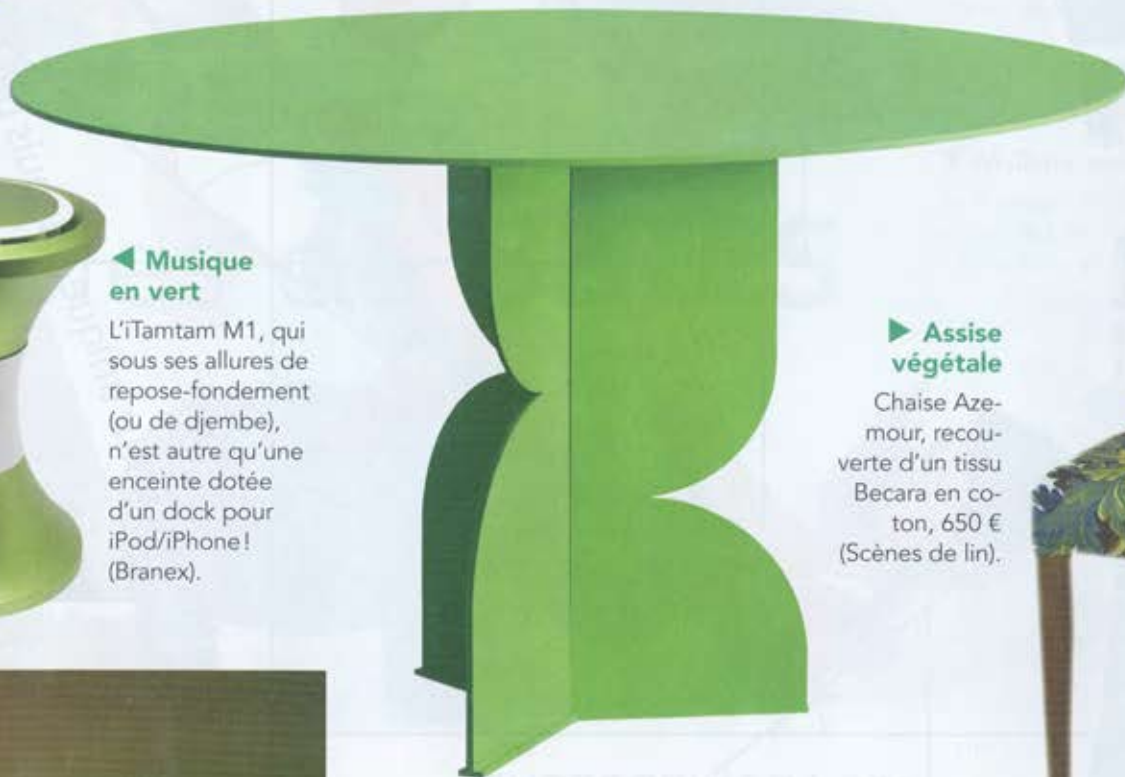 ◀ Musique
en vert
L'iTamtam M1, qui
sous ses allures de
repose-fondement
(ou de djembe),
n'est autre qu'une
enceinte dotée
d'un dock pour
iPod/iPhone!
(Branex).
▶ Assise
végétale
Chaise Aze-
mour, recou-
verte d'un tissu
Becara en co-
ton, 650 €
(Scènes de lin).